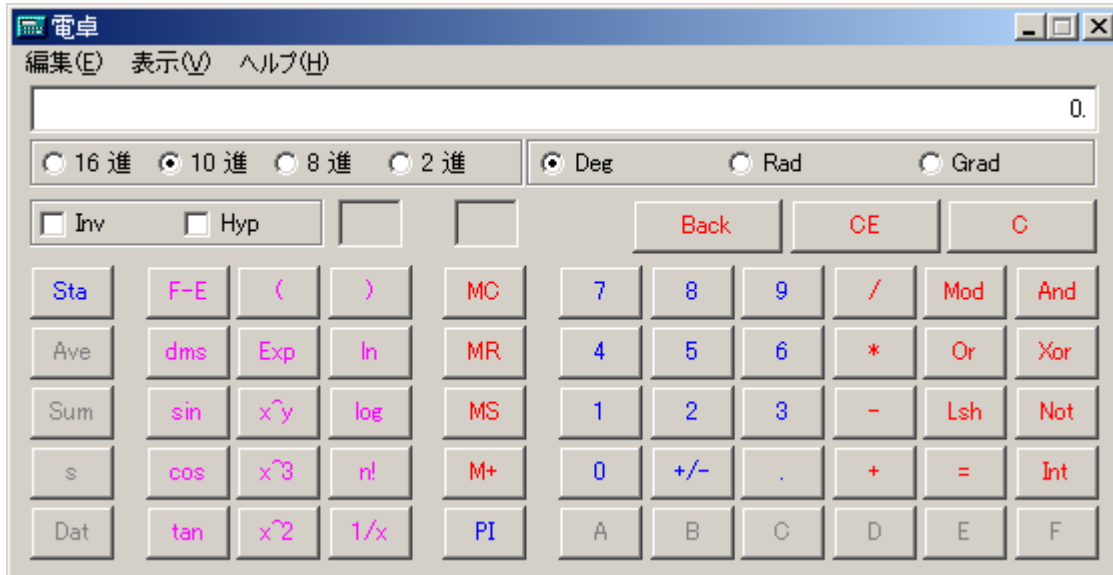 電卓
編集(E) 表示(V) ヘルプ(H)
0.
16 進 10 進 8 進 2 進 Deg Rad Grad
Inv Hyp Back CE C
Sta F-E ( ) MC 7 8 9 / Mod And
Ave dms Exp ln MR 4 5 6 * Or Xor
Sum sin x^y log MS 1 2 3 - Lsh Not
s cos x^3 n! M+ 0 +/- . + = Int
Dat tan x^2 1/x PI A B C D E F